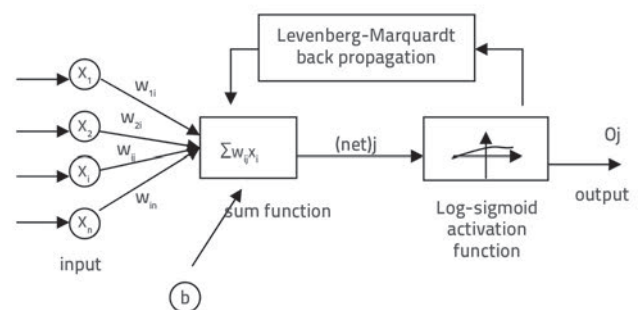 Levenberg-Marquardt
back propagation
X1
W1i
X2
W2i
Xi
Wij
Xn
Win
input
∑wijxi
sum function
b
(net)j
Log-sigmoid
activation
function
Oj
output